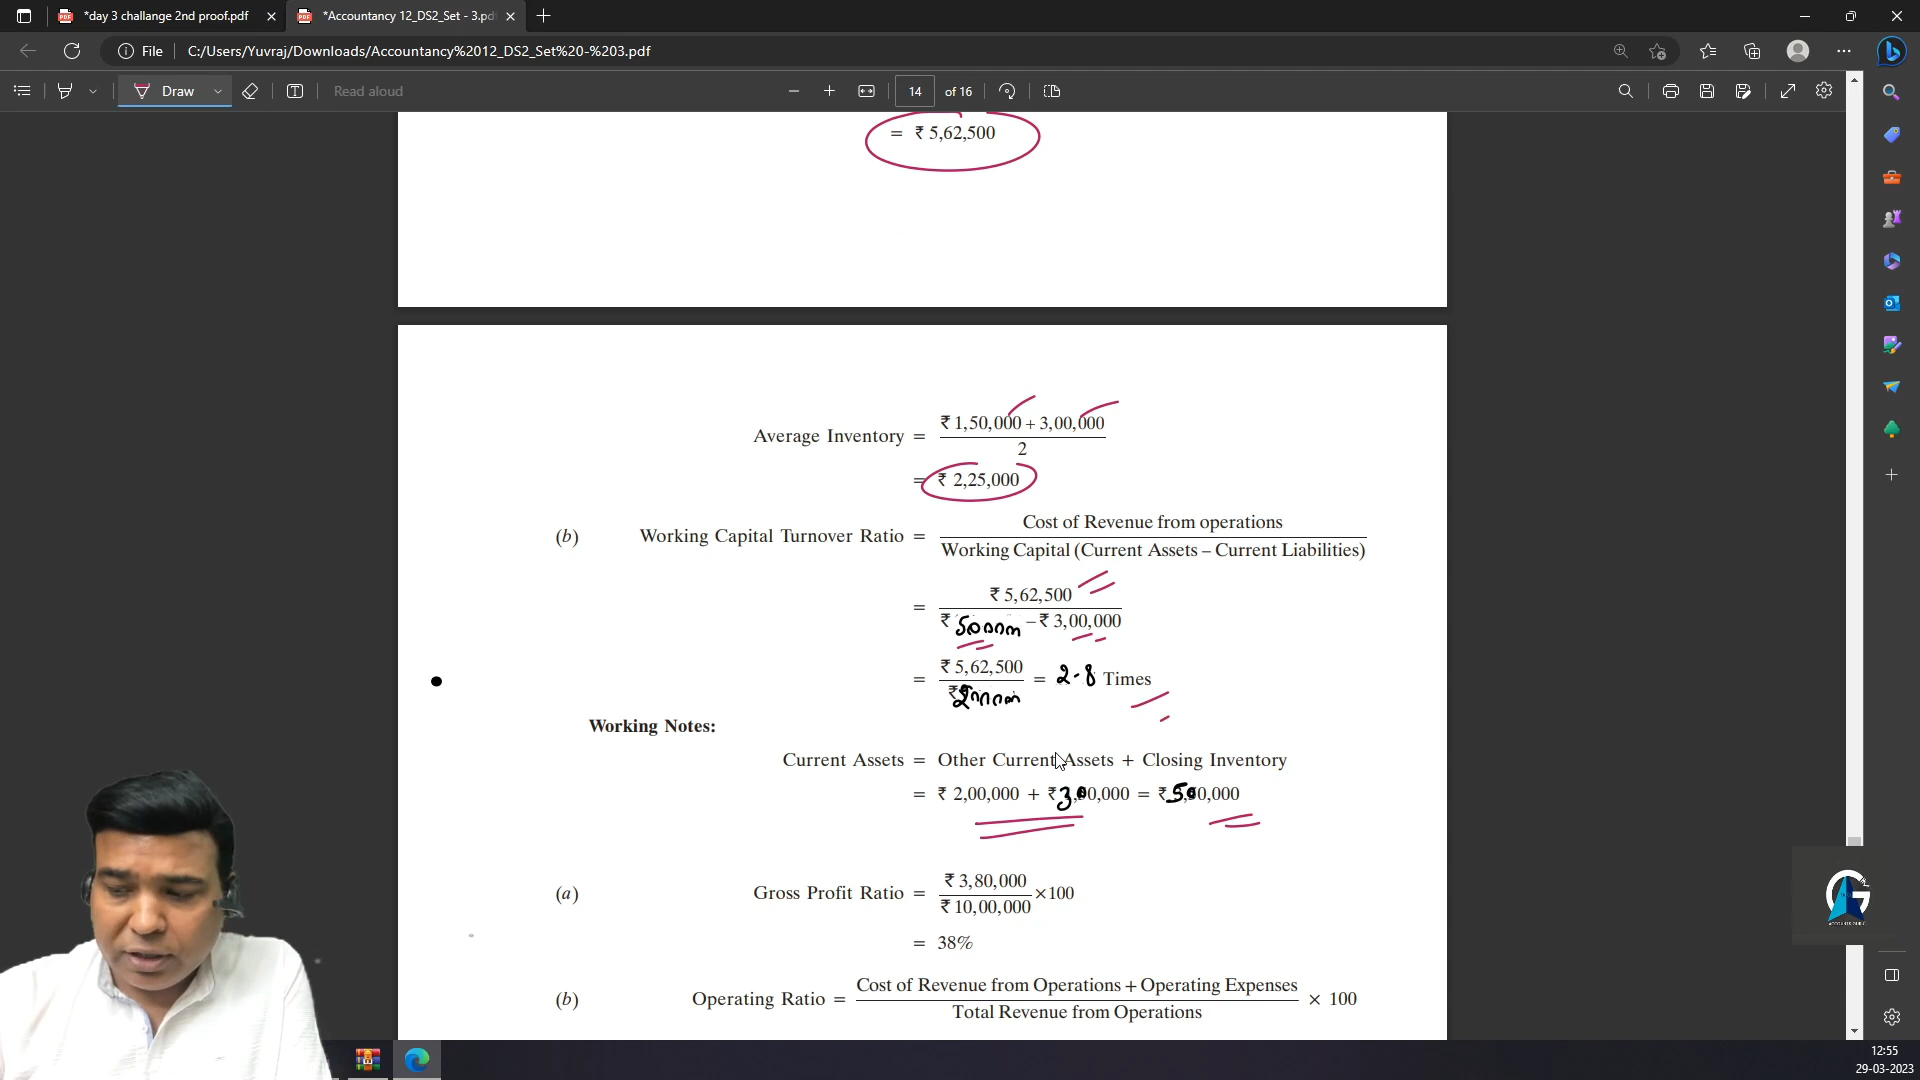 *day 3 challange 2nd proof.pdf
*Accountancy 12_DS2_Set - 3.pdf
File C:/Users/Yuvraj/Downloads/Accountancy%2012_DS2_Set%20-%203.pdf
Draw Read aloud 14 of 16
= ₹ 5,62,500
Average Inventory = ₹ 1,50,000 + 3,00,000
2
= ₹ 2,25,000
(b) Working Capital Turnover Ratio = Cost of Revenue from operations
Working Capital (Current Assets – Current Liabilities)
= ₹ 5,62,500
₹ 500000 – ₹ 3,00,000
= ₹ 5,62,500 = 2.8 Times
₹ 200000
Working Notes:
Current Assets = Other Current Assets + Closing Inventory
= ₹ 2,00,000 + ₹ 30,000 = ₹ 50,000
(a) Gross Profit Ratio = ₹ 3,80,000 ×100
₹ 10,00,000
= 38%
(b) Operating Ratio = Cost of Revenue from Operations + Operating Expenses × 100
Total Revenue from Operations
12:55
29-03-2023